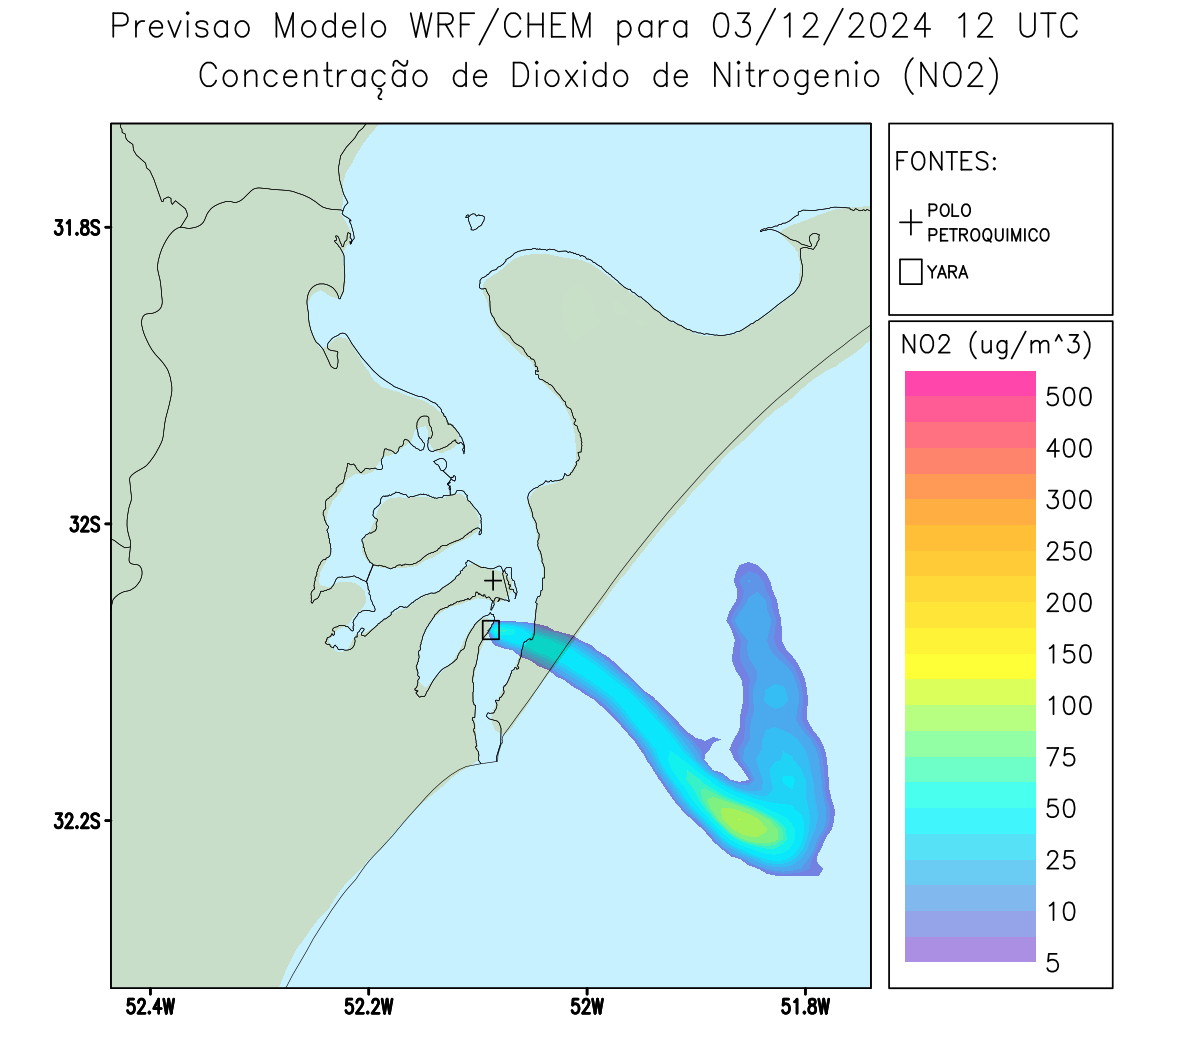 Previsao Modelo WRF/CHEM para 03/12/2024 12 UTC
Concentração de Dioxido de Nitrogenio (NO2)
FONTES:
POLO
PETROQUIMICO
YARA
31.8S
32S
32.2S
52.4W
52.2W
52W
51.8W
NO2 (ug/m^3)
500
400
300
250
200
150
100
75
50
25
10
5